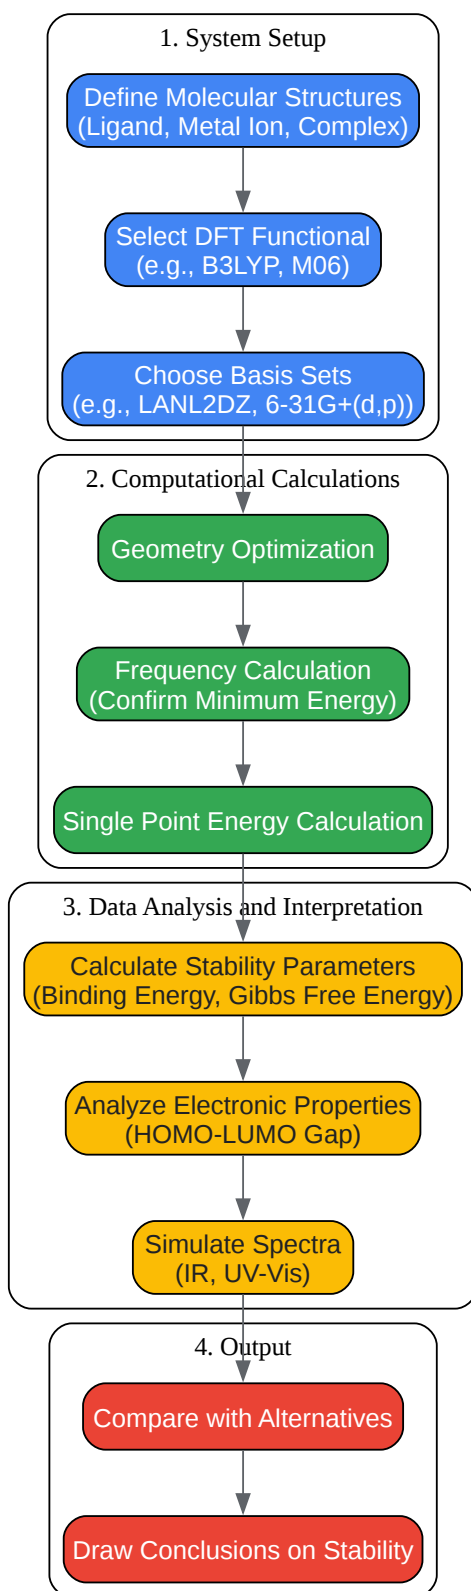 1. System Setup
Define Molecular Structures
(Ligand, Metal Ion, Complex)
Select DFT Functional
(e.g., B3LYP, M06)
Choose Basis Sets
(e.g., LANL2DZ, 6-31G+(d,p))
2. Computational Calculations
Geometry Optimization
Frequency Calculation
(Confirm Minimum Energy)
Single Point Energy Calculation
3. Data Analysis and Interpretation
Calculate Stability Parameters
(Binding Energy, Gibbs Free Energy)
Analyze Electronic Properties
(HOMO-LUMO Gap)
Simulate Spectra
(IR, UV-Vis)
4. Output
Compare with Alternatives
Draw Conclusions on Stability